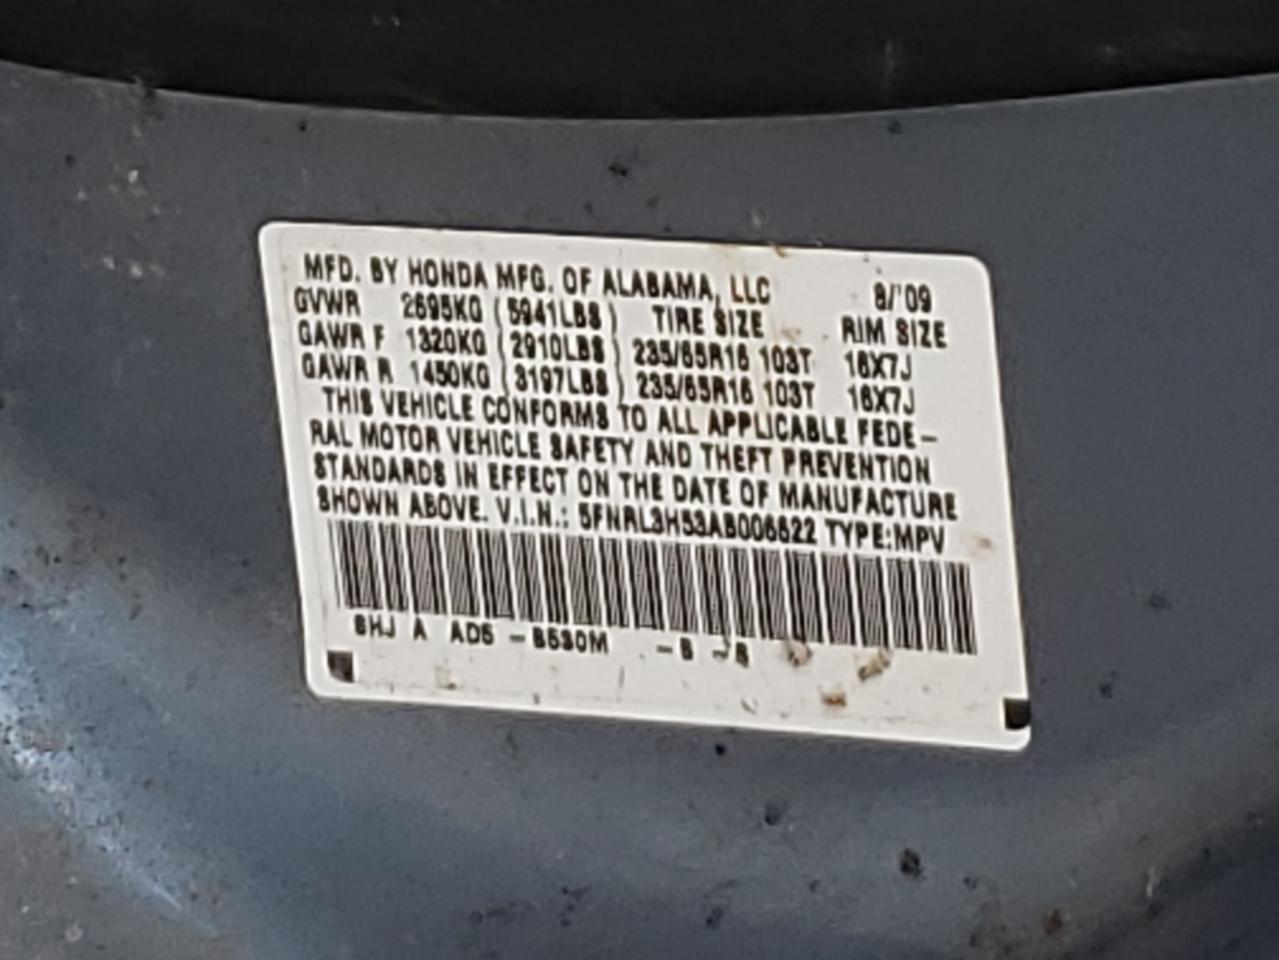 MFD. BY HONDA MFG. OF ALABAMA, LLC 8/'09
GVWR 2695KG (5941LBS) TIRE SIZE RIM SIZE
GAWR F 1320KG (2910LBS) 235/65R16 103T 16X7J
GAWR R 1450KG (3197LBS) 235/65R16 103T 16X7J
THIS VEHICLE CONFORMS TO ALL APPLICABLE FEDE-
RAL MOTOR VEHICLE SAFETY AND THEFT PREVENTION
STANDARDS IN EFFECT ON THE DATE OF MANUFACTURE
SHOWN ABOVE. V.I.N.: TYPE:MPV
SHJ A AD5